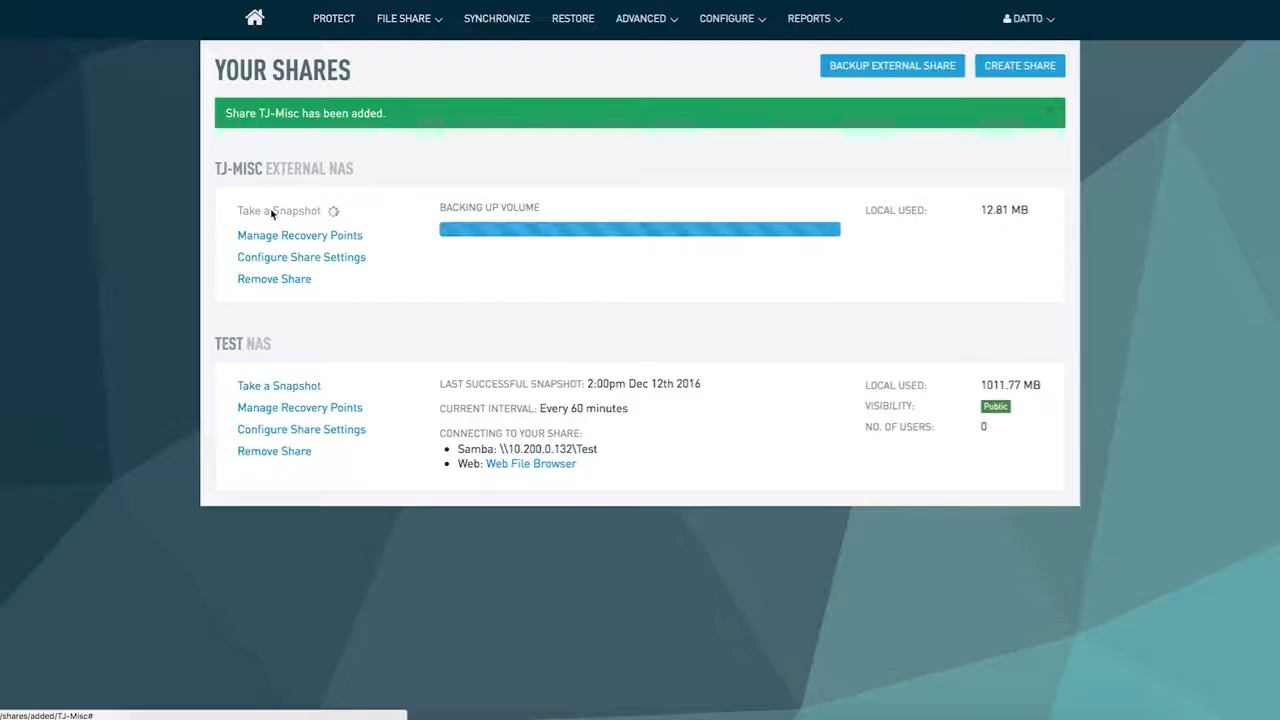 PROTECT FILE SHARE SYNCHRONIZE RESTORE ADVANCED CONFIGURE REPORTS DATTO
YOUR SHARES
BACKUP EXTERNAL SHARE CREATE SHARE
Share TJ-Misc has been added.
TJ-MISC EXTERNAL NAS
Take a Snapshot
Manage Recovery Points
Configure Share Settings
Remove Share
BACKING UP VOLUME
LOCAL USED: 12.81 MB
TEST NAS
Take a Snapshot
Manage Recovery Points
Configure Share Settings
Remove Share
LAST SUCCESSFUL SNAPSHOT: 2:00pm Dec 12th 2016
CURRENT INTERVAL: Every 60 minutes
CONNECTING TO YOUR SHARE:
Samba: \\10.200.0.132\Test
Web: Web File Browser
LOCAL USED: 1011.77 MB
VISIBILITY: Public
NO. OF USERS: 0
/shares/added/TJ-Misc#